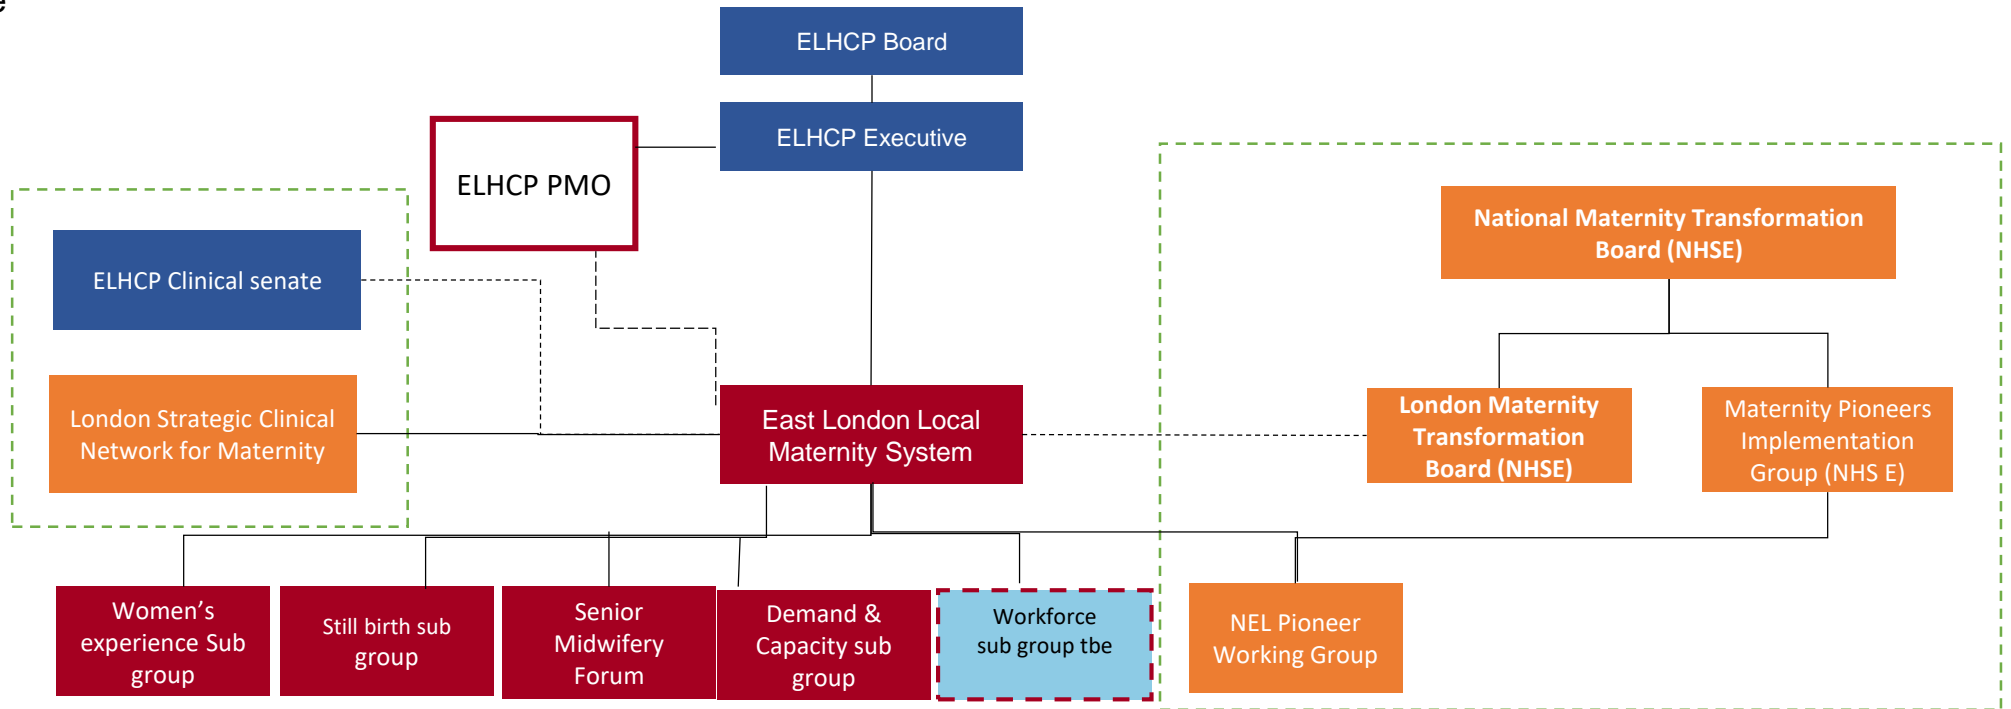 e
ELHCP Board
ELHCP Executive
ELHCP PMO
ELHCP Clinical senate
London Strategic Clinical
Network for Maternity
East London Local
Maternity System
National Maternity Transformation
Board (NHSE)
London Maternity
Transformation
Board (NHSE)
Maternity Pioneers
Implementation
Group (NHS E)
Women’s
experience Sub
group
Still birth sub
group
Senior
Midwifery
Forum
Demand &
Capacity sub
group
Workforce
sub group tbe
NEL Pioneer
Working Group